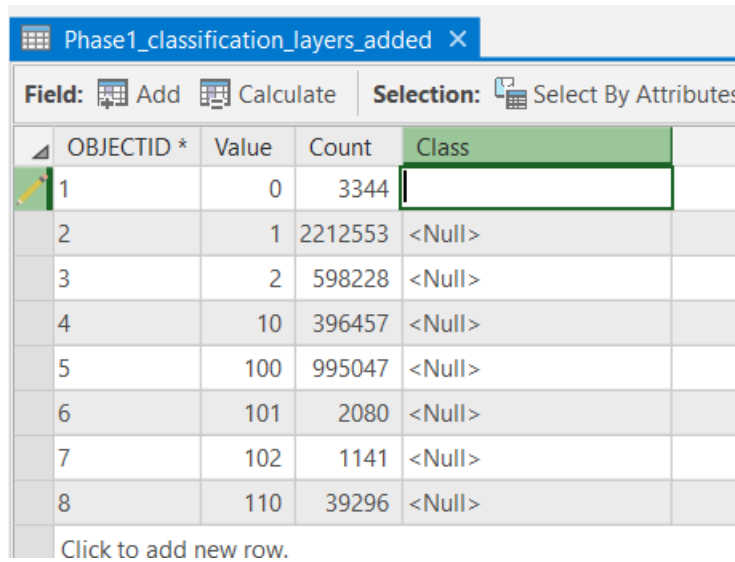 Phase1_classification_layers_added ×
Field: Add Calculate Selection: Select By Attributes
OBJECTID * Value Count Class
1 0 3344
2 1 2212553 <Null>
3 2 598228 <Null>
4 10 396457 <Null>
5 100 995047 <Null>
6 101 2080 <Null>
7 102 1141 <Null>
8 110 39296 <Null>
Click to add new row.